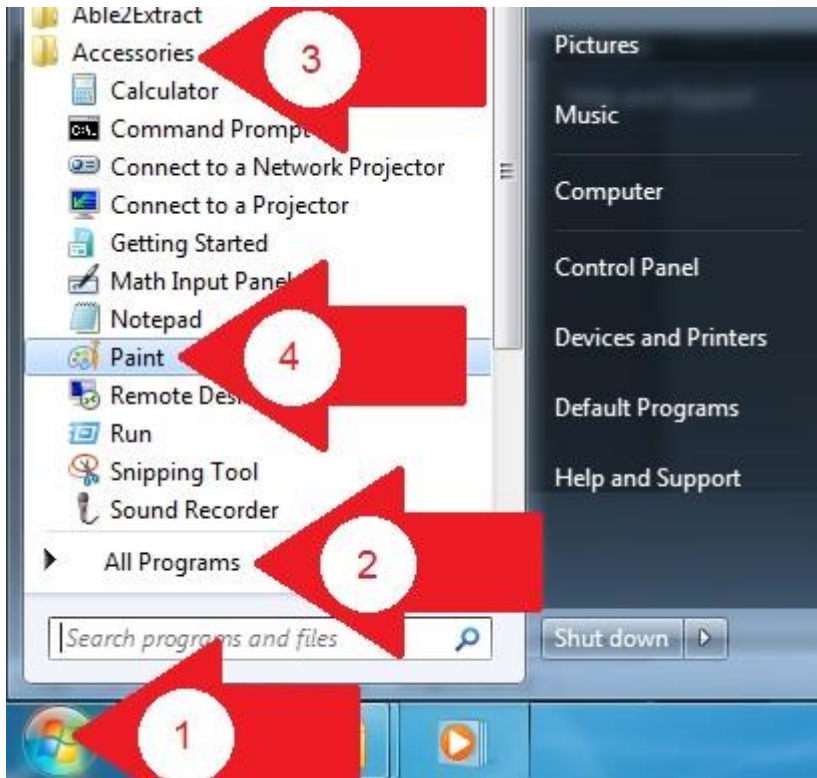 Able2Extract
Accessories
3
Calculator
Command Prompt
Connect to a Network Projector
Connect to a Projector
Getting Started
Math Input Panel
Notepad
Paint
4
Remote Des
Run
Snipping Tool
Sound Recorder
All Programs
2
Search programs and files
1
Pictures
Music
Computer
Control Panel
Devices and Printers
Default Programs
Help and Support
Shut down